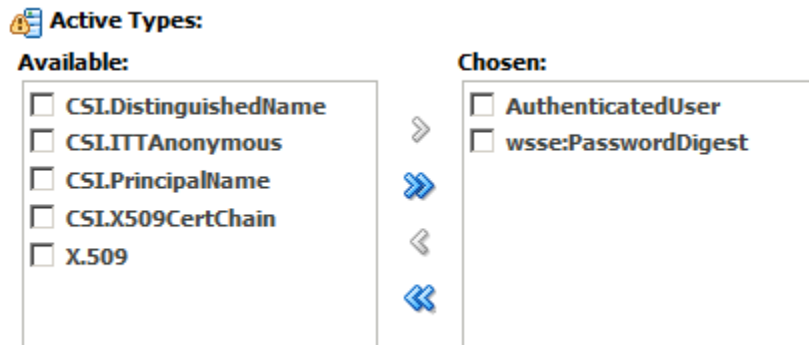 Active Types:
Available:
CSI.DistinguishedName
CSI.ITTAnonymous
CSI.PrincipalName
CSI.X509CertChain
X.509
Chosen:
AuthenticatedUser
wsse:PasswordDigest